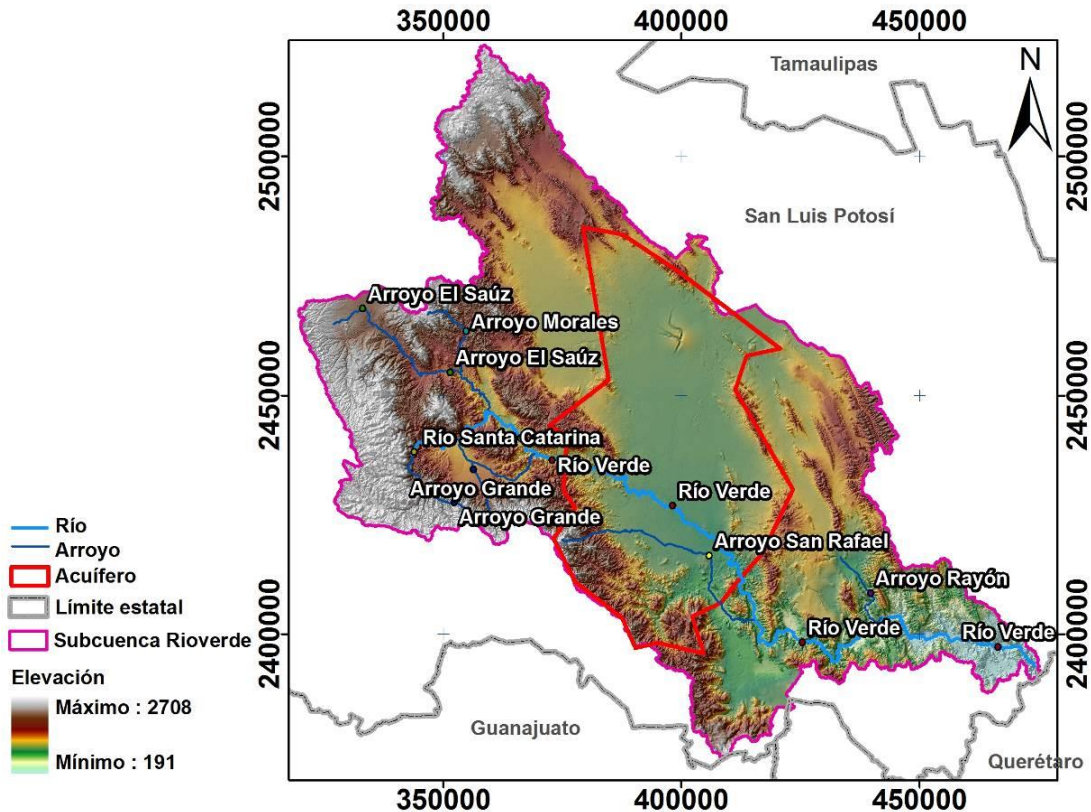 350000
400000
450000
Tamaulipas
N
2500000
2500000
San Luis Potosí
Arroyo El Saúz
Arroyo Morales
Arroyo El Saúz
2450000
2450000
Río Santa Catarina
Río Verde
Arroyo Grande
Río Verde
Arroyo Grande
Río
Arroyo San Rafael
Arroyo
Acuífero
Arroyo Rayón
Límite estatal
Subcuenca Rioverde
Río Verde
Río Verde
2400000
2400000
Elevación
Máximo : 2708
Mínimo : 191
Guanajuato
Querétaro
350000
400000
450000